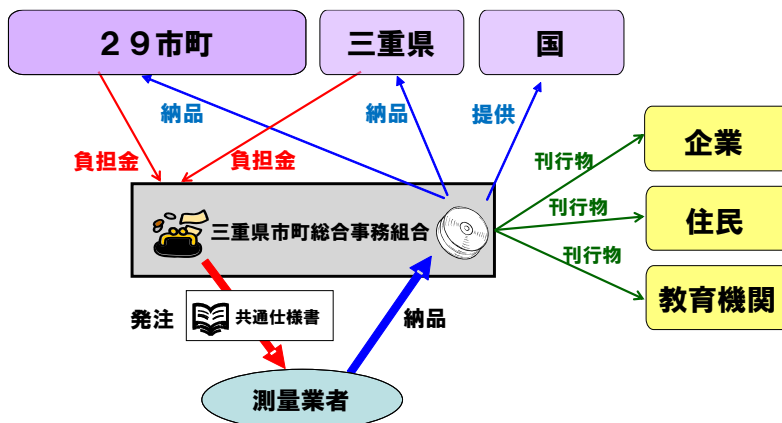 ２９市町
三重県
国
納品
納品
提供
負担金
負担金
企業
刊行物
刊行物
住民
刊行物
教育機関
三重県市町総合事務組合
発注
共通仕様書
納品
測量業者